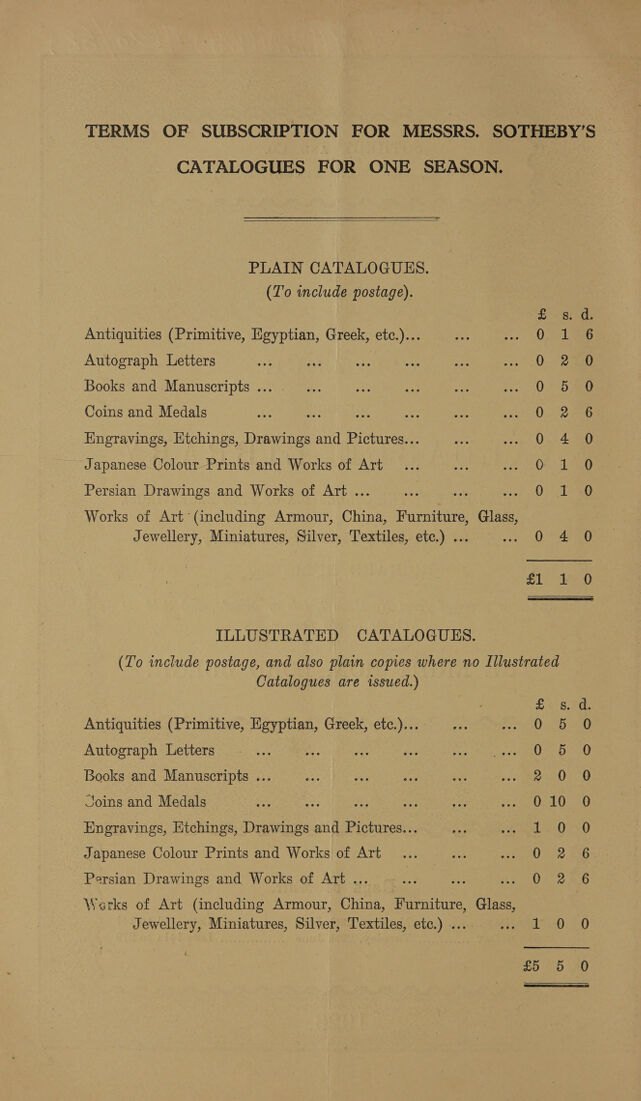 TERMS OF SUBSCRIPTION FOR MESSRS. SOTHEBY'S
CATALOGUES FOR ONE SEASON.
PLAIN CATALOGUES.
(To include postage).
£ s. d.
Antiquities (Primitive, Egyptian, Greek, etc.)... ... ... 0 1 6
Autograph Letters ... ... ... ... ... ... 0 2 0
Books and Manuscripts ... ... ... ... ... ... 0 5 0
Coins and Medals ... ... ... ... ... ... 0 2 6
Engravings, Etchings, Drawings and Pictures... ... ... 0 4 0
Japanese Colour Prints and Works of Art ... ... ... 0 1 0
Persian Drawings and Works of Art ... ... ... ... 0 1 0
Works of Art (including Armour, China, Furniture, Glass,
Jewellery, Miniatures, Silver, Textiles, etc.) ... ... 0 4 0
£1 1 0
ILLUSTRATED CATALOGUES.
(To include postage, and also plain copies where no Illustrated
Catalogues are issued.)
£ s. d.
Antiquities (Primitive, Egyptian, Greek, etc.)... ... ... 0 5 0
Autograph Letters ... ... ... ... ... ... 0 5 0
Books and Manuscripts ... ... ... ... ... ... 2 0 0
Coins and Medals ... ... ... ... ... ... 0 10 0
Engravings, Etchings, Drawings and Pictures... ... ... 1 0 0
Japanese Colour Prints and Works of Art ... ... ... 0 2 6
Persian Drawings and Works of Art ... ... ... ... 0 2 6
Works of Art (including Armour, China, Furniture, Glass,
Jewellery, Miniatures, Silver, Textiles, etc.) ... ... 1 0 0
£5 5 0